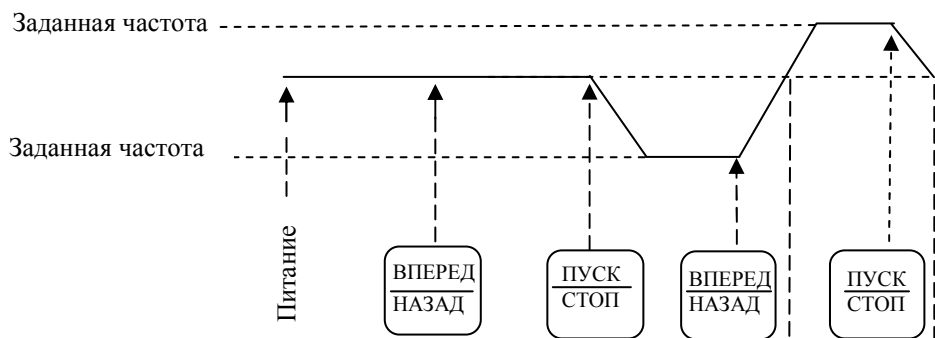 Заданная частота
Заданная частота
Питание
ВПЕРЕД
НАЗАД
ПУСК
СТОП
ВПЕРЕД
НАЗАД
ПУСК
СТОП